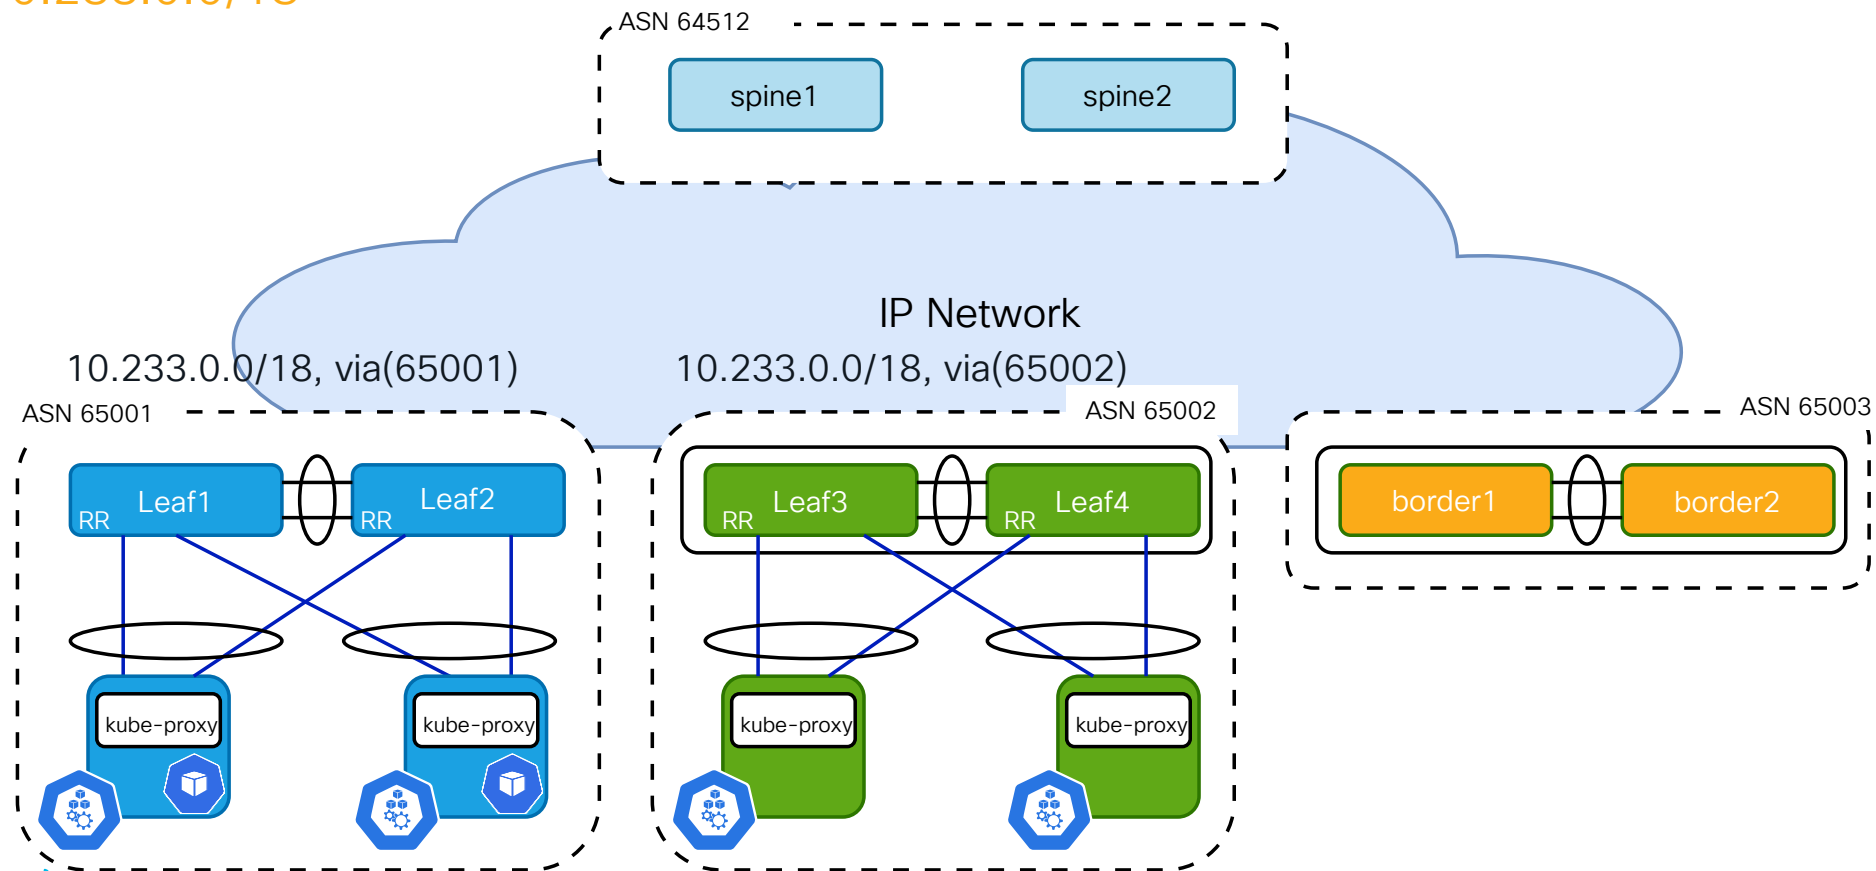 ASN 64512
spine1
spine2
IP Network
10.233.0.0/18, via(65001)
10.233.0.0/18, via(65002)
ASN 65001
ASN 65002
ASN 65003
Leaf1
RR
Leaf2
RR
Leaf3
RR
Leaf4
RR
border1
border2
kube-proxy
kube-proxy
kube-proxy
kube-proxy